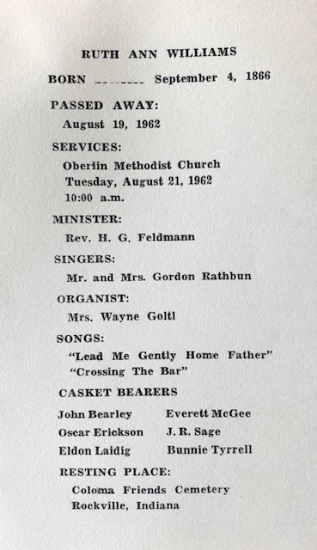 RUTH ANN WILLIAMS
BORN ......... September 4, 1866
PASSED AWAY:
August 19, 1962
SERVICES:
Oberlin Methodist Church
Tuesday, August 21, 1962
10:00 a.m.
MINISTER:
Rev. H. G. Feldmann
SINGERS:
Mr. and Mrs. Gordon Rathbun
ORGANIST:
Mrs. Wayne Goltl
SONGS:
"Lead Me Gently Home Father"
"Crossing The Bar"
CASKET BEARERS
John Bearley Everett McGee
Oscar Erickson J. R. Sage
Eldon Laidig Bunnie Tyrrell
RESTING PLACE:
Coloma Friends Cemetery
Rockville, Indiana